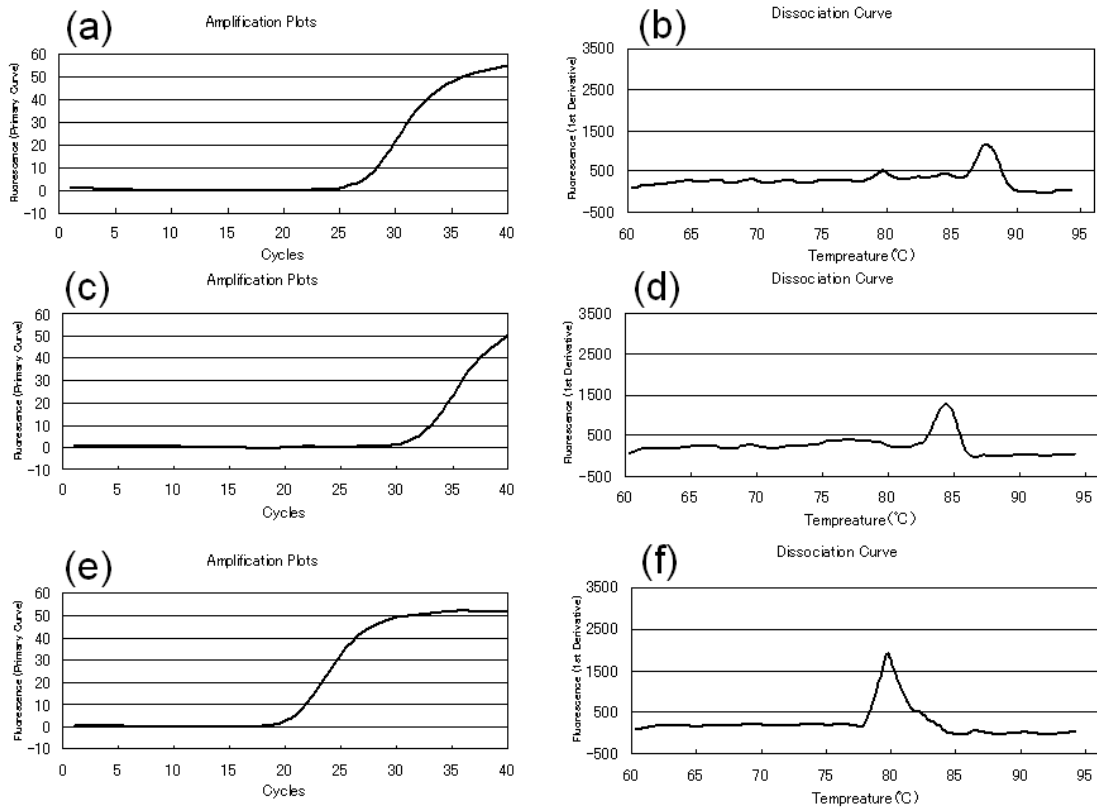 (a)
Amplification Plots
Fluorescence (Primary Curve)
60
50
40
30
20
10
0
-10
0 5 10 15 20 25 30 35 40
Cycles
(b)
Dissociation Curve
Fluorescence (1st Derivative)
3500
2500
1500
500
-500
60 65 70 75 80 85 90 95
Tempreature(℃)
(c)
Amplification Plots
Fluorescence (Primary Curve)
60
50
40
30
20
10
0
-10
0 5 10 15 20 25 30 35 40
Cycles
(d)
Dissociation Curve
Fluorescence (1st Derivative)
3500
2500
1500
500
-500
60 65 70 75 80 85 90 95
Tempreature(℃)
(e)
Amplification Plots
Fluorescence (Primary Curve)
60
50
40
30
20
10
0
-10
0 5 10 15 20 25 30 35 40
Cycles
(f)
Dissociation Curve
Fluorescence (1st Derivative)
3500
2500
1500
500
-500
60 65 70 75 80 85 90 95
Tempreature(℃)